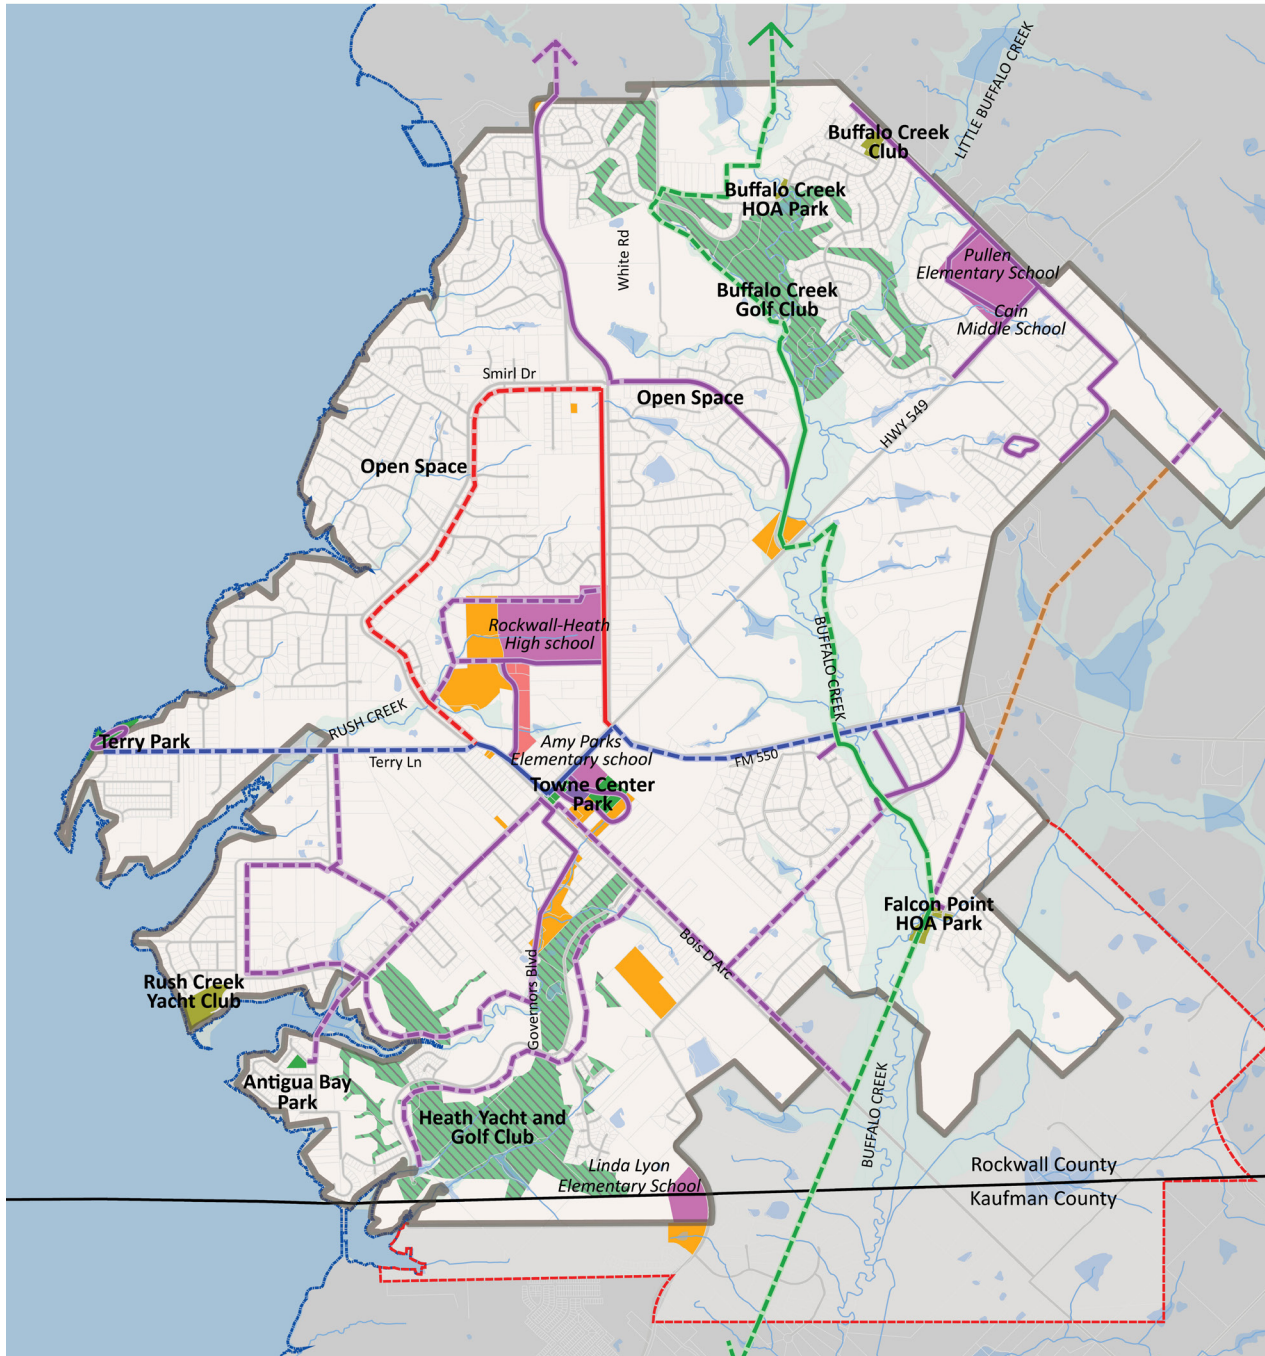 LITTLE BUFFALO CREEK
Buffalo Creek
Club
Buffalo Creek
HOA Park
White Rd
Pullen
Elementary School
Buffalo Creek
Golf Club
Cain
Middle School
Smirl Dr
Open Space
HWY 549
Open Space
Rockwall-Heath
High school
BUFFALO CREEK
RUSH CREEK
Terry Park
Amy Parks
Elementary school
Terry Ln
FM 550
Towne Center
Park
Falcon Point
HOA Park
Bois D Arc
Governors Blvd
Rush Creek
Yacht Club
Antigua Bay
Park
Heath Yacht and
Golf Club
BUFFALO CREEK
Linda Lyon
Elementary School
Rockwall County
Kaufman County